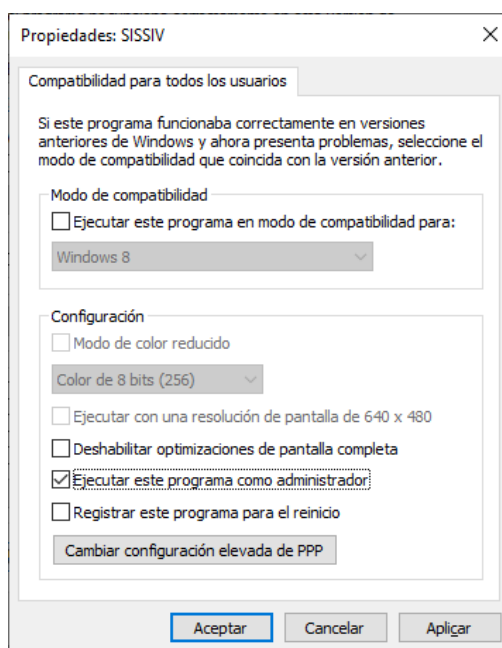 Propiedades: SISSIV
Compatibilidad para todos los usuarios
Si este programa funcionaba correctamente en versiones
anteriores de Windows y ahora presenta problemas, seleccione el
modo de compatibilidad que coincida con la versión anterior.
Modo de compatibilidad
Ejecutar este programa en modo de compatibilidad para:
Windows 8
Configuración
Modo de color reducido
Color de 8 bits (256)
Ejecutar con una resolución de pantalla de 640 x 480
Deshabilitar optimizaciones de pantalla completa
Ejecutar este programa como administrador
Registrar este programa para el reinicio
Cambiar configuración elevada de PPP
Aceptar Cancelar Aplicar